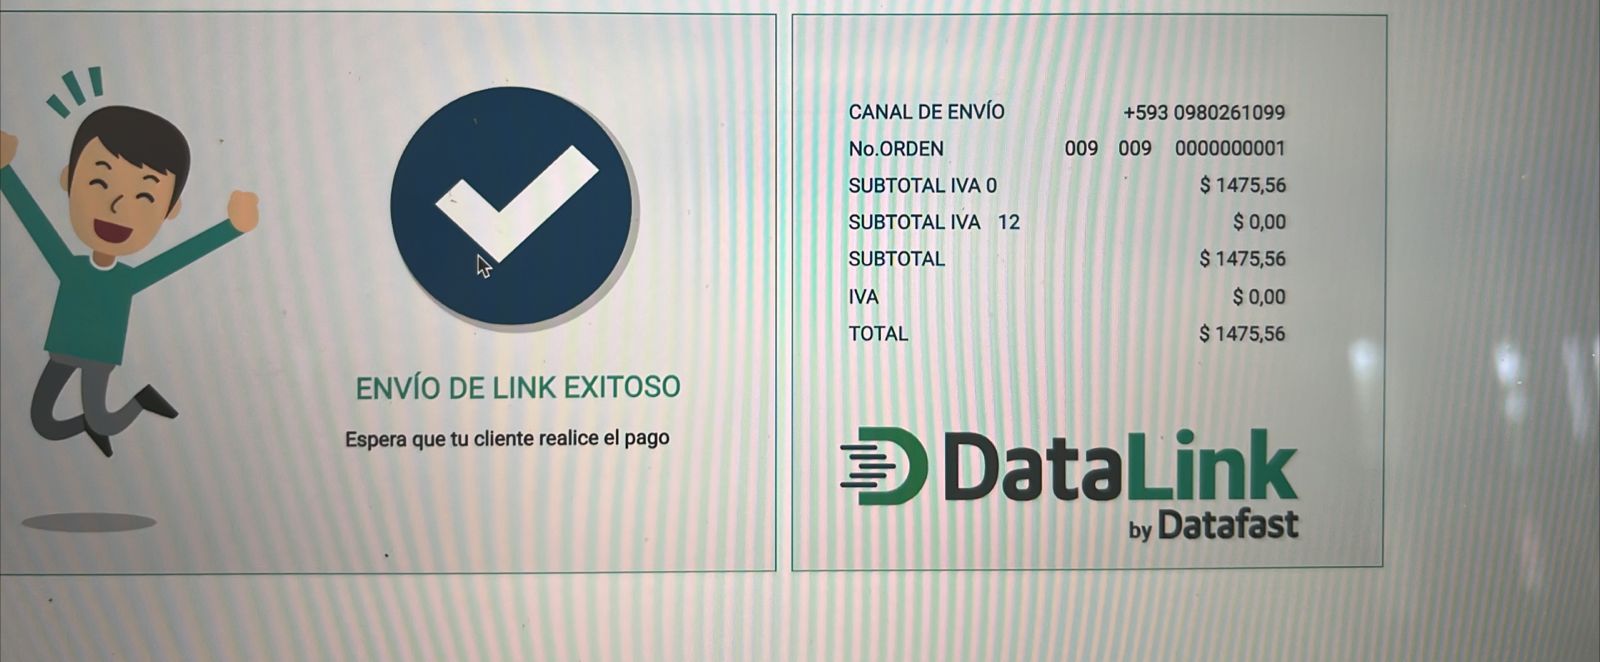 ENVÍO DE LINK EXITOSO
Espera que tu cliente realice el pago
CANAL DE ENVÍO +593 0980261099
No.ORDEN 009 009 0000000001
SUBTOTAL IVA 0 $ 1475,56
SUBTOTAL IVA 12 $ 0,00
SUBTOTAL $ 1475,56
IVA $ 0,00
TOTAL $ 1475,56
DataLink
by Datafast